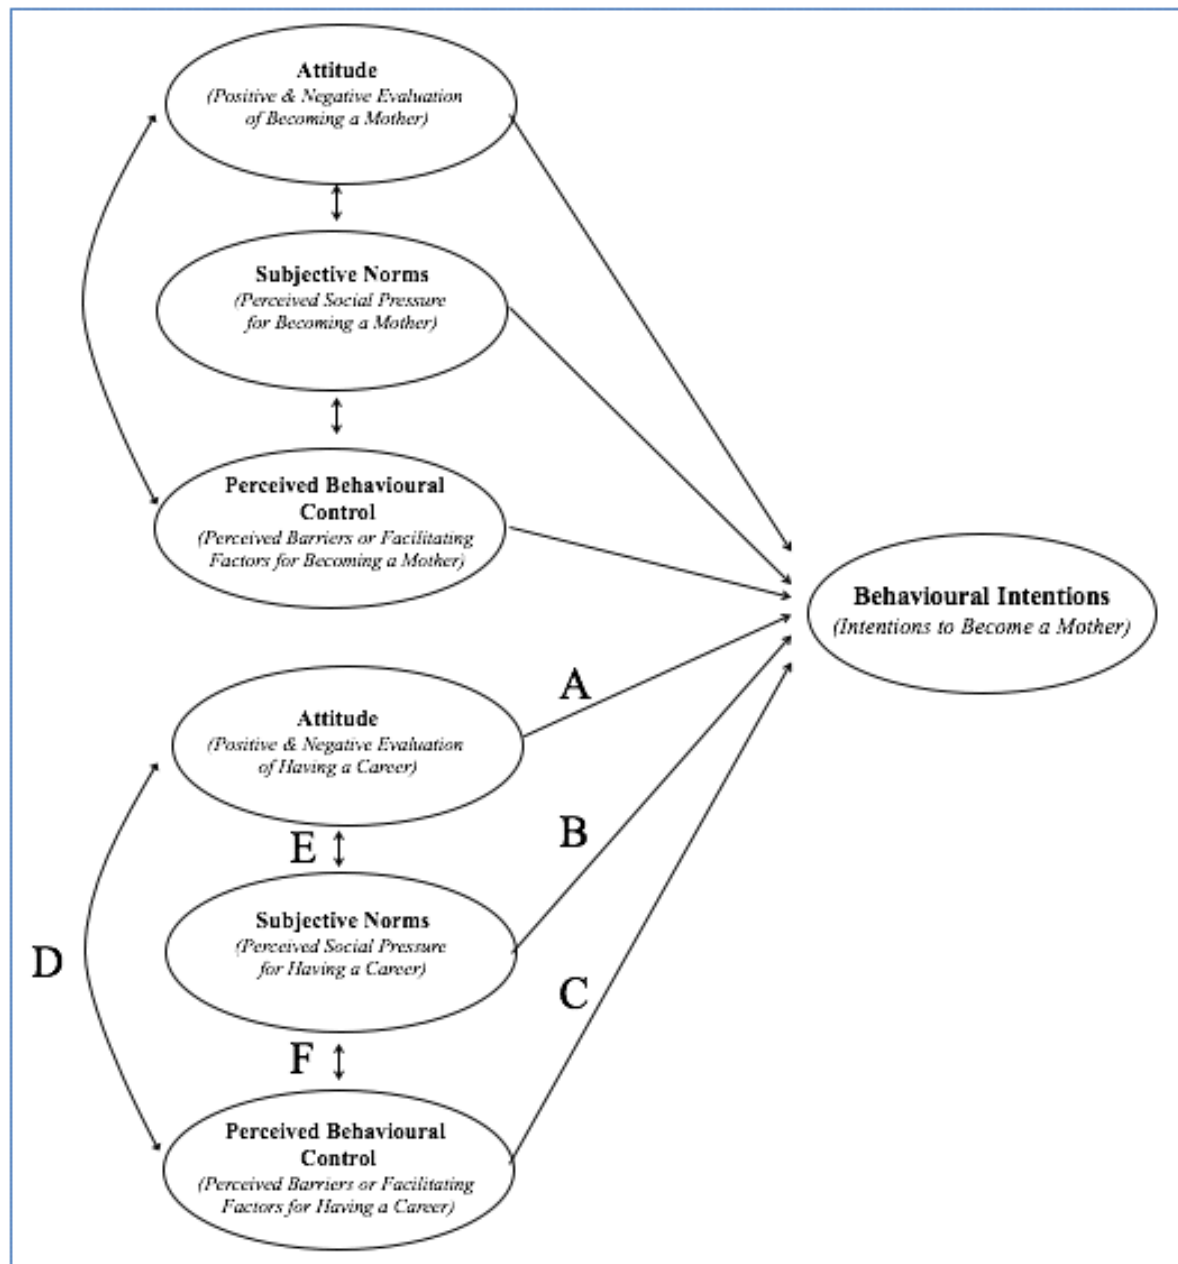 Attitude
(Positive & Negative Evaluation
of Becoming a Mother)
Subjective Norms
(Perceived Social Pressure
for Becoming a Mother)
Perceived Behavioural
Control
(Perceived Barriers or Facilitating
Factors for Becoming a Mother)
Behavioural Intentions
(Intentions to Become a Mother)
A
Attitude
(Positive & Negative Evaluation
of Having a Career)
E
B
Subjective Norms
(Perceived Social Pressure
for Having a Career)
D
C
F
Perceived Behavioural
Control
(Perceived Barriers or Facilitating
Factors for Having a Career)